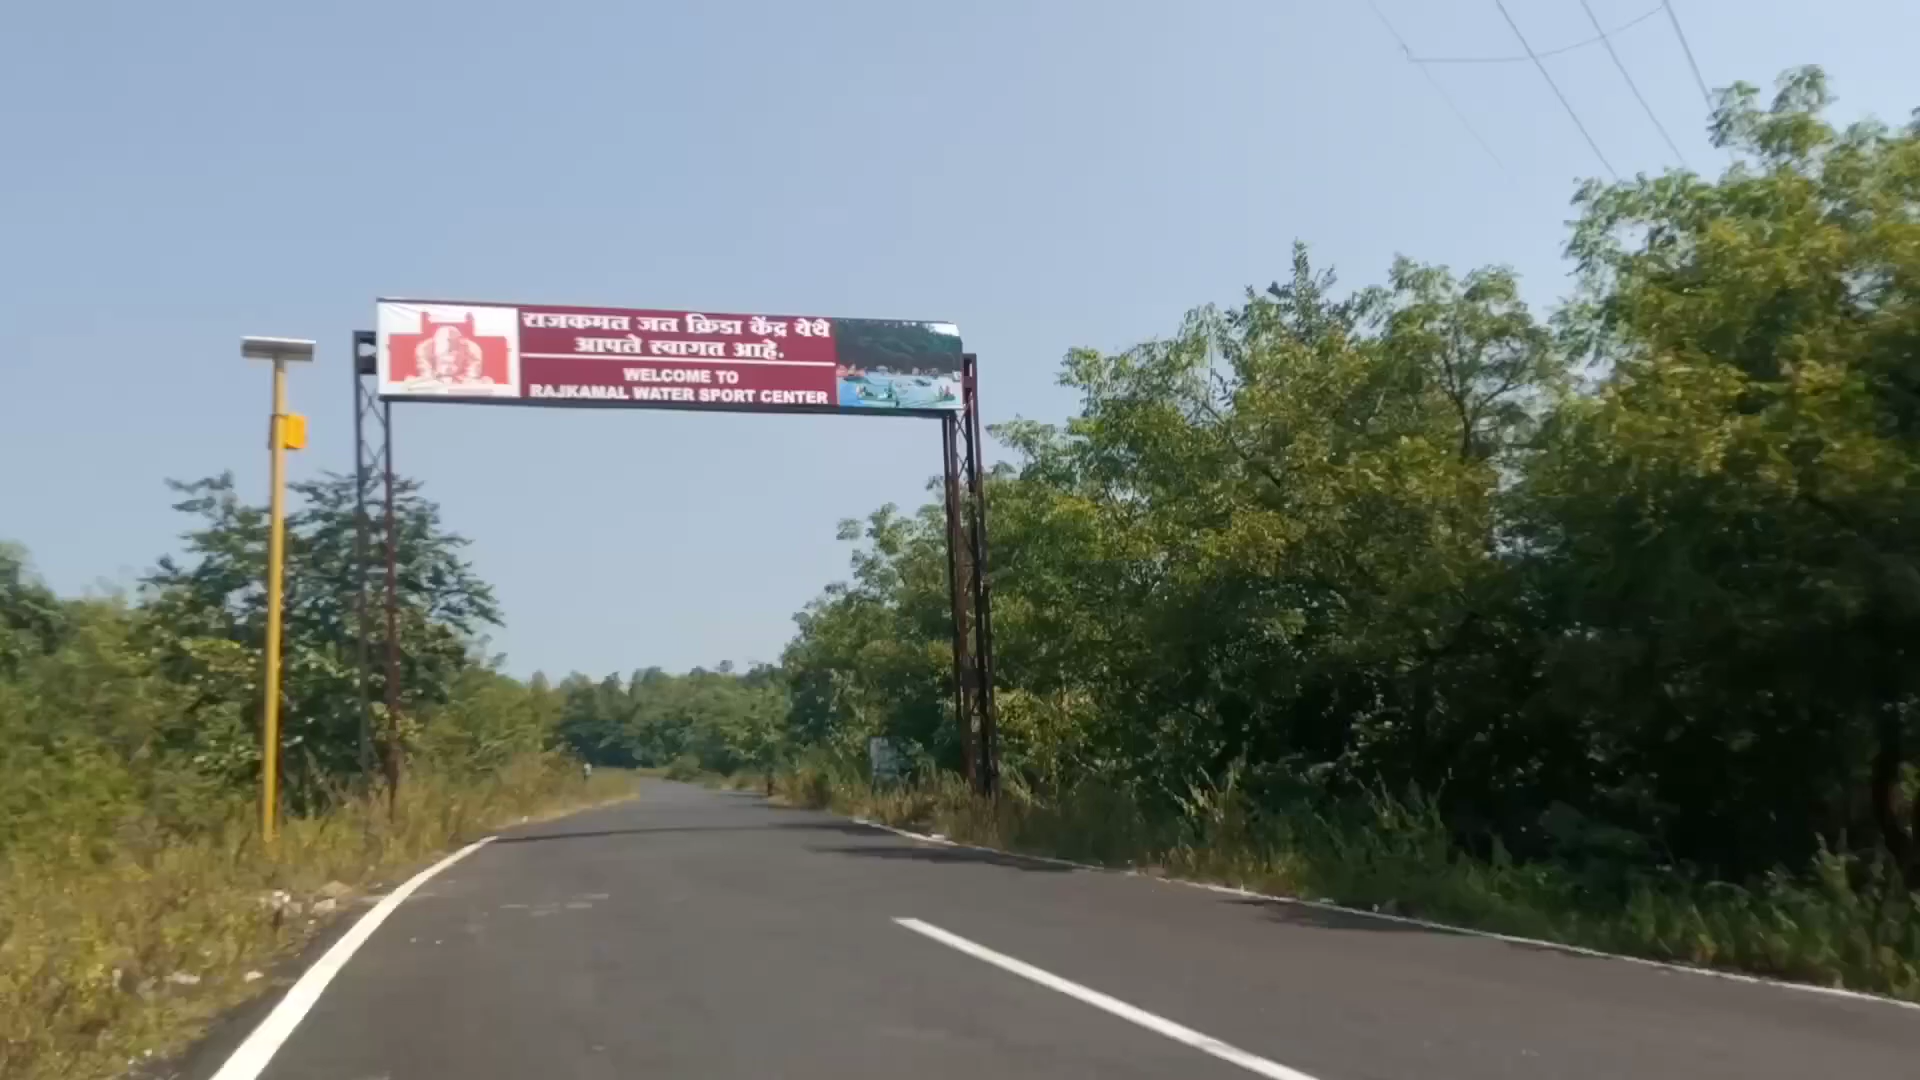 राजकमल जल क्रिडा केंद्र येथे
आपले स्वागत आहे.
WELCOME TO
RAJKAMAL WATER SPORT CENTER